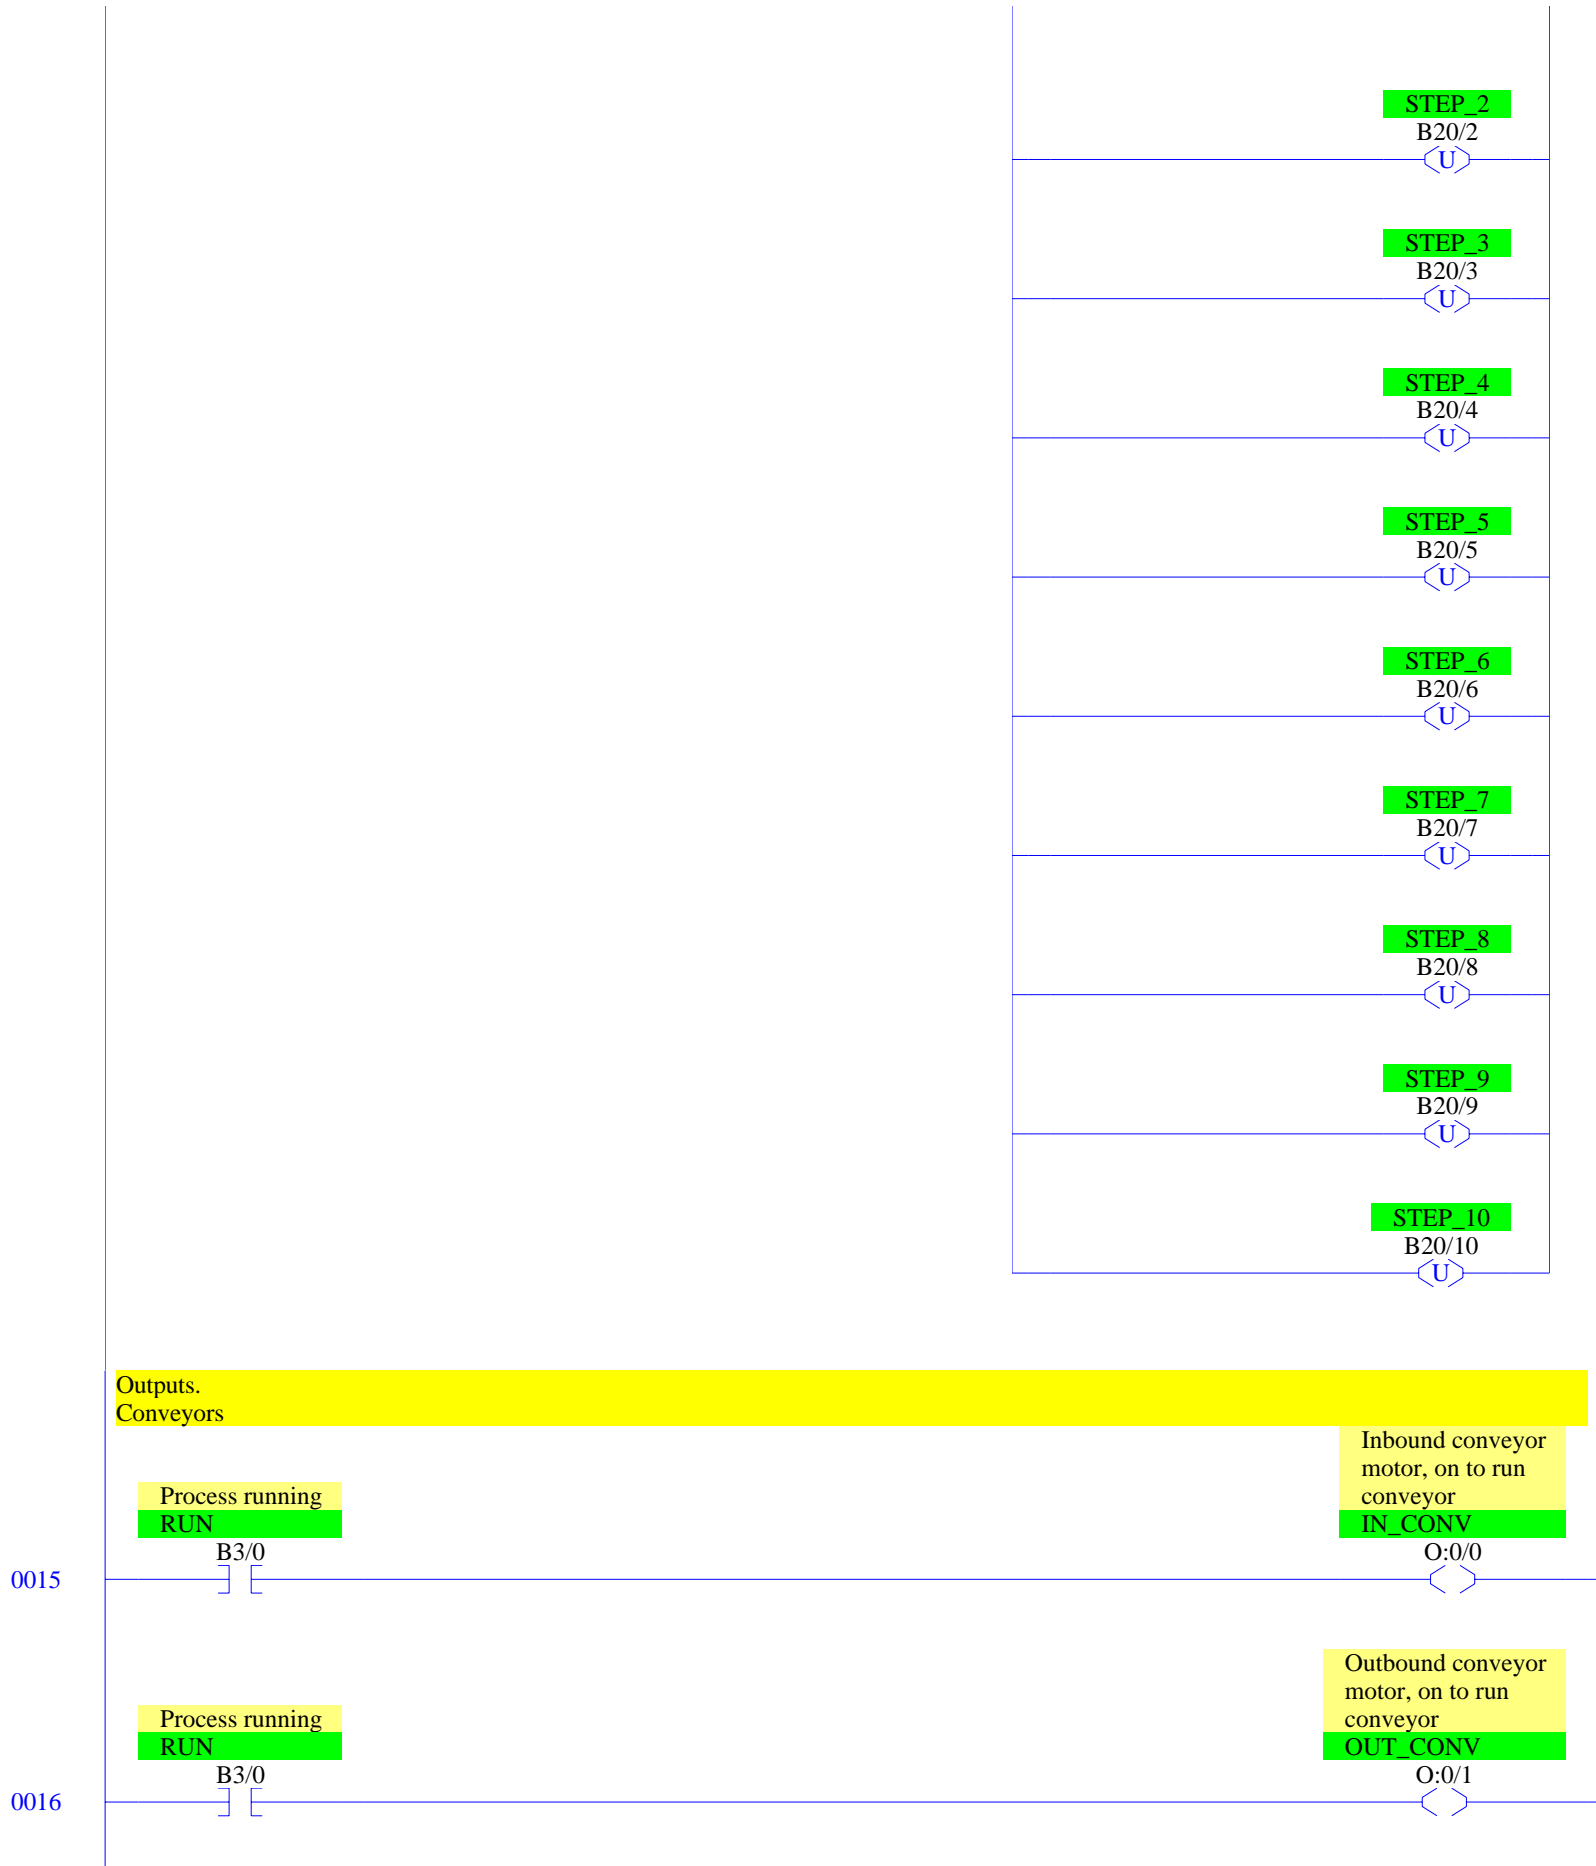 STEP_2
B20/2
U
STEP_3
B20/3
U
STEP_4
B20/4
U
STEP_5
B20/5
U
STEP_6
B20/6
U
STEP_7
B20/7
U
STEP_8
B20/8
U
STEP_9
B20/9
U
STEP_10
B20/10
U
Outputs.
Conveyors
Process running
RUN
B3/0
Inbound conveyor
motor, on to run
conveyor
IN_CONV
O:0/0
0015
Process running
RUN
B3/0
Outbound conveyor
motor, on to run
conveyor
OUT_CONV
O:0/1
0016